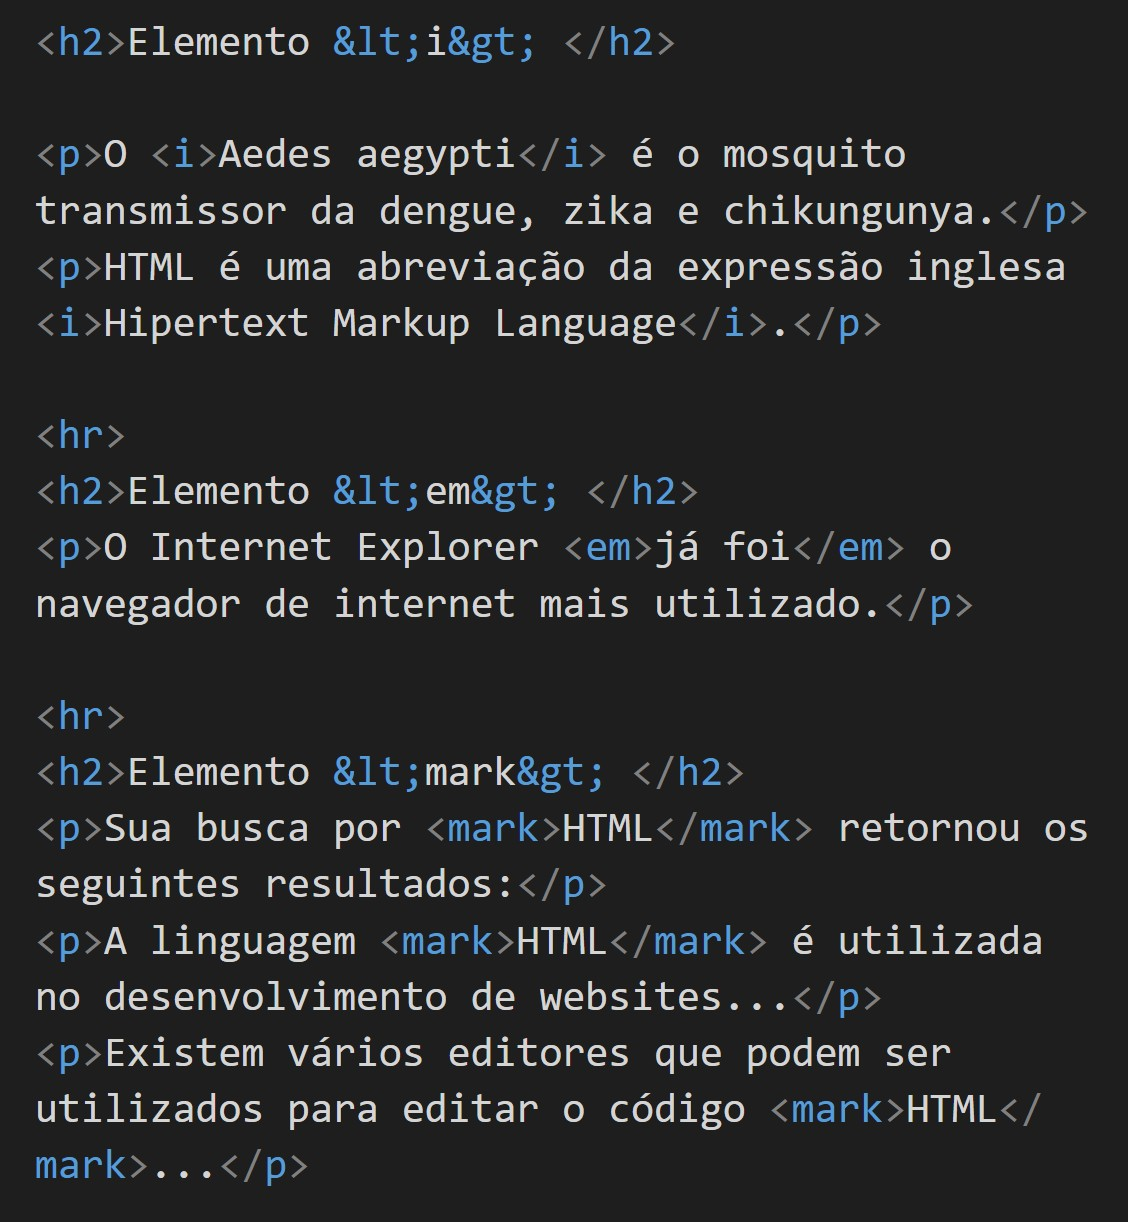 <h2>Elemento &lt;i&gt; </h2>
<p>O <i>Aedes aegypti</i> é o mosquito
transmissor da dengue, zika e chikungunya.</p>
<p>HTML é uma abreviação da expressão inglesa
<i>Hipertext Markup Language</i>.</p>
<hr>
<h2>Elemento &lt;em&gt; </h2>
<p>O Internet Explorer <em>já foi</em> o
navegador de internet mais utilizado.</p>
<hr>
<h2>Elemento &lt;mark&gt; </h2>
<p>Sua busca por <mark>HTML</mark> retornou os
seguintes resultados:</p>
<p>A linguagem <mark>HTML</mark> é utilizada
no desenvolvimento de websites...</p>
<p>Existem vários editores que podem ser
utilizados para editar o código <mark>HTML</
mark>...</p>